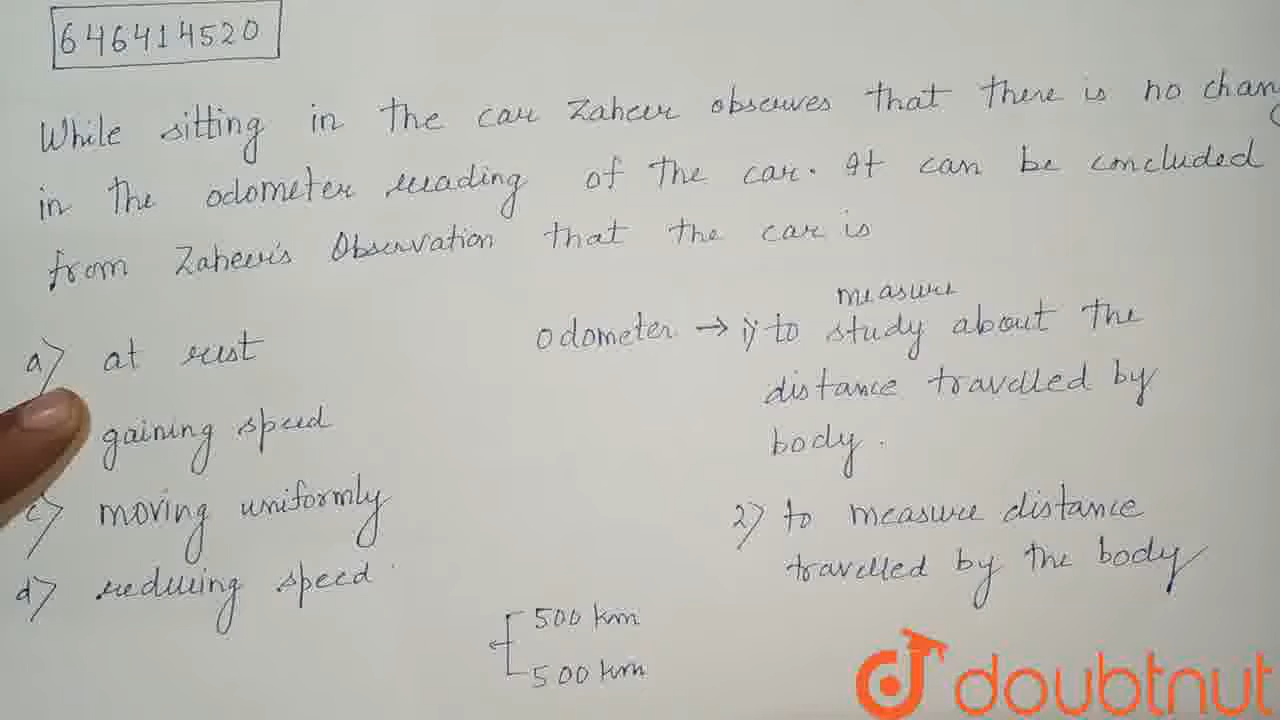 646414520
While sitting in the car Zaheer observes that there is no chang
in the odometer reading of the car. It can be concluded
from Zaheer's Observation that the car is
a) at rest
gaining speed
c) moving uniformly
d) reducing speed
measure
odometer → 1) to study about the
distance travelled by
body.
2) to measure distance
travelled by the body
500 km
500 km
doubtnut